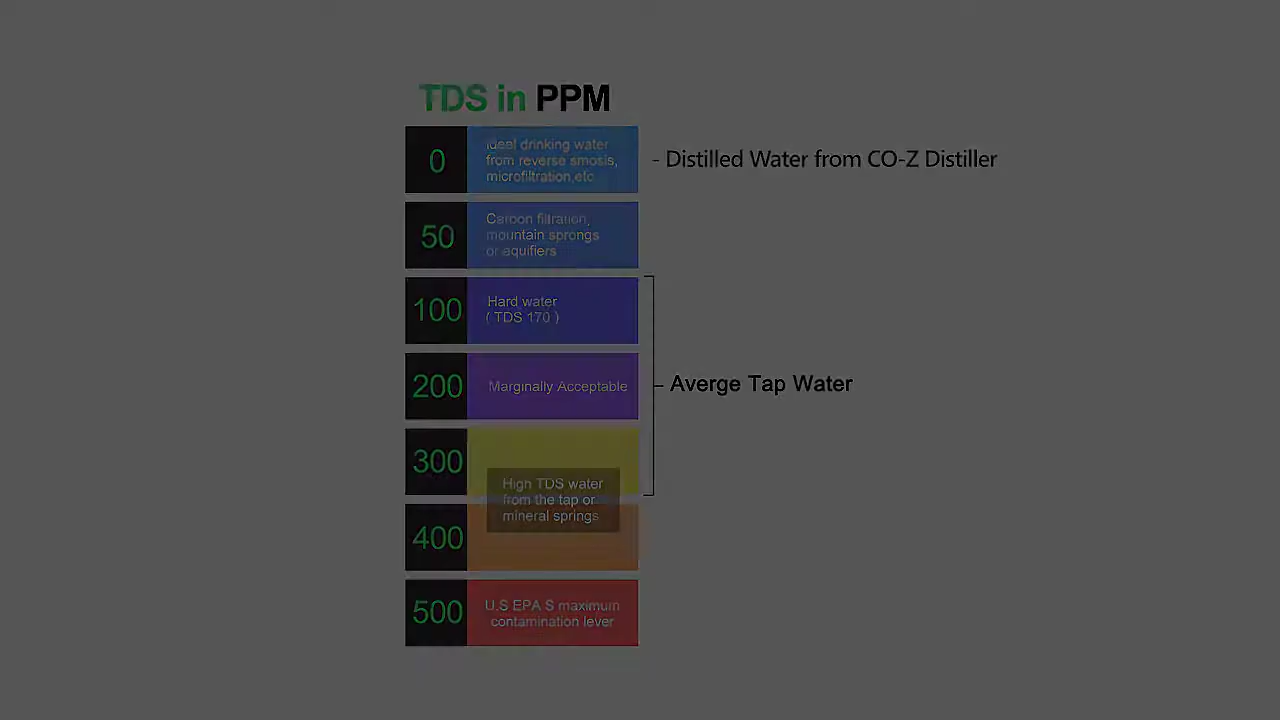 TDS in PPM
0
Ideal drinking water
from reverse smosis,
microfiltration,etc
- Distilled Water from CO-Z Distiller
50
Carbon filtration,
mountain sprongs
or aquifiers
100
Hard water
( TDS 170 )
200
Marginally Acceptable
Averge Tap Water
300
High TDS water
from the tap or
mineral springs
400
500
U.S EPA S maximum
contamination lever